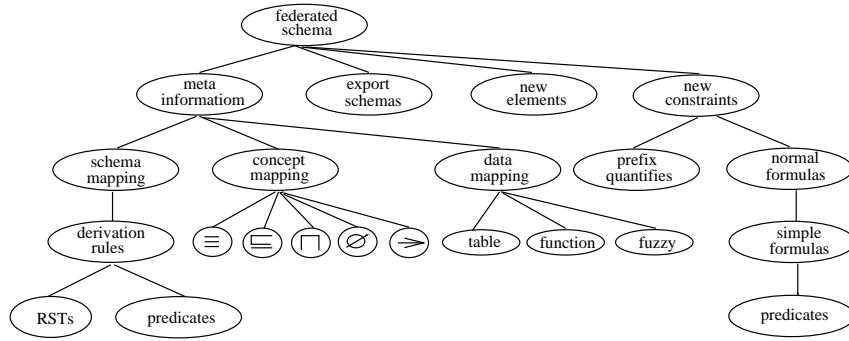 federated
schema
meta
informatiom
export
schemas
new
elements
new
constraints
schema
mapping
concept
mapping
data
mapping
prefix
quantifies
normal
formulas
derivation
rules
≡
⊑
⊓
∅
→
table
function
fuzzy
simple
formulas
RSTs
predicates
predicates